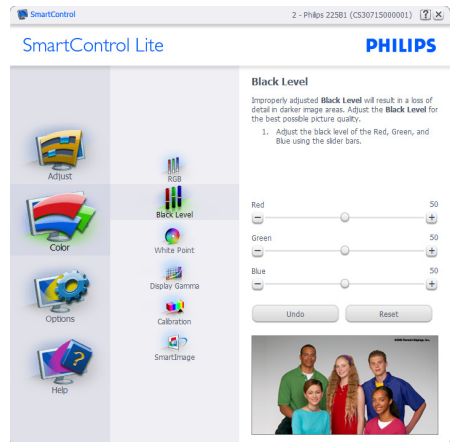 SmartControl
2 - Philips 225B1 (CS30715000001)
SmartControl Lite
PHILIPS
Adjust
Color
Options
Help
RGB
Black Level
White Point
Display Gamma
Calibration
SmartImage
Black Level
Improperly adjusted Black Level will result in a loss of
detail in darker image areas. Adjust the Black Level for
the best possible picture quality.
1. Adjust the black level of the Red, Green, and
Blue using the slider bars.
Red 50
Green 50
Blue 50
Undo
Reset